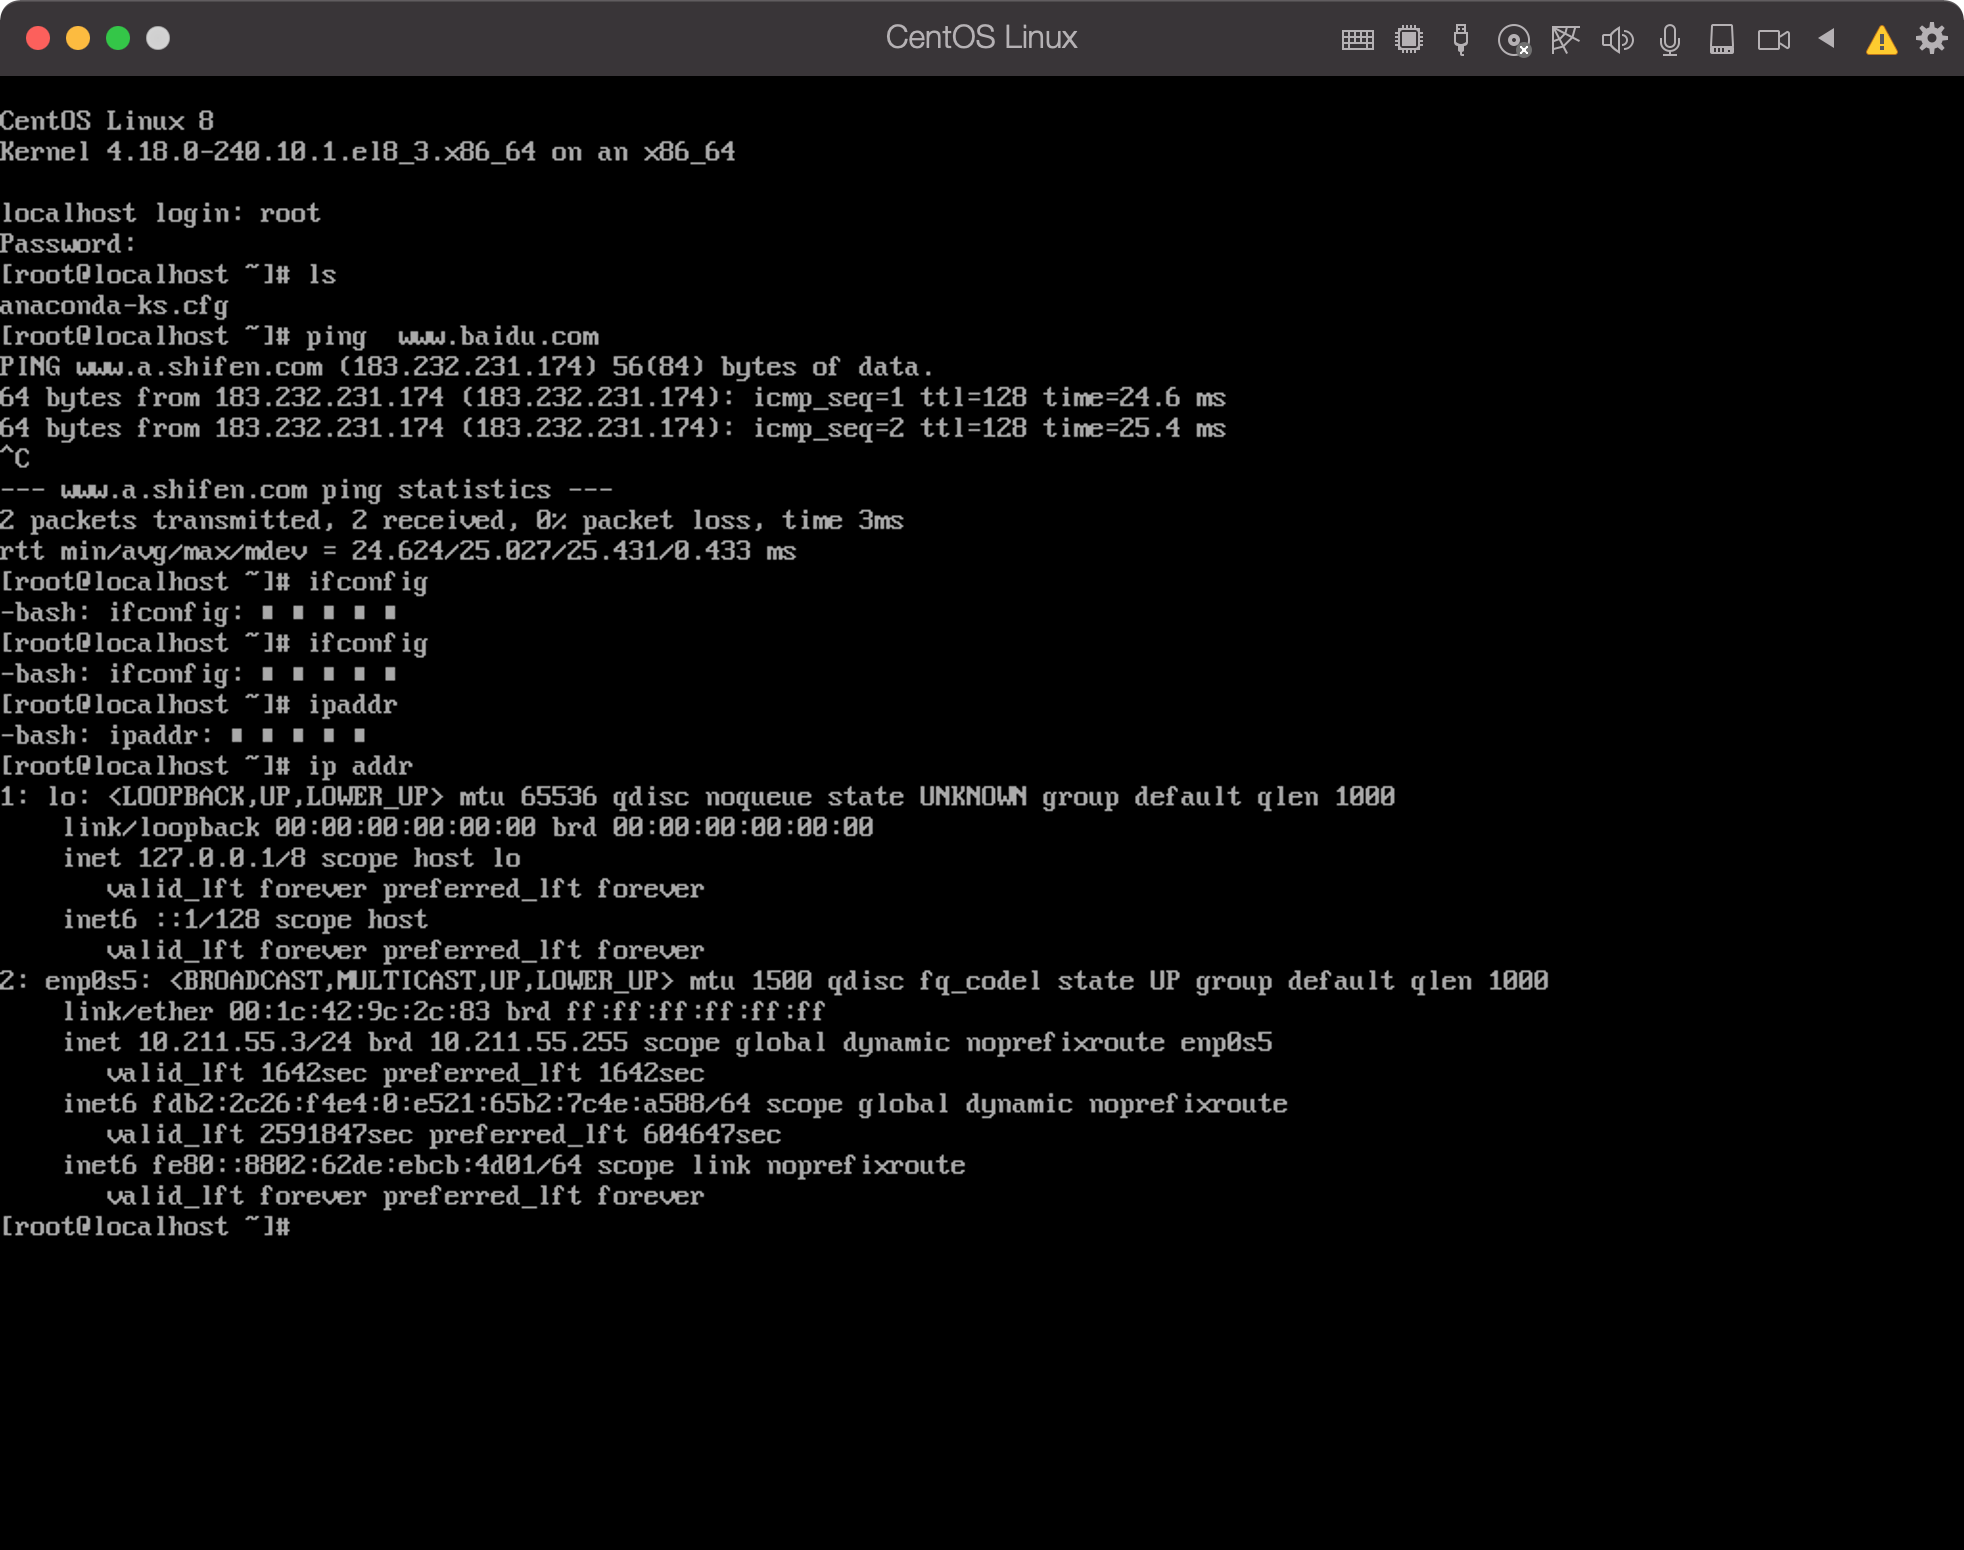 CentOS Linux
CentOS Linux 8
Kernel 4.18.0-240.10.1.el8_3.x86_64 on an x86_64
localhost login: root
Password:
[root@localhost ~]# ls
anaconda-ks.cfg
[root@localhost ~]# ping  www.baidu.com
PING www.a.shifen.com (183.232.231.174) 56(84) bytes of data.
64 bytes from 183.232.231.174 (183.232.231.174): icmp_seq=1 ttl=128 time=24.6 ms
64 bytes from 183.232.231.174 (183.232.231.174): icmp_seq=2 ttl=128 time=25.4 ms
^C
--- www.a.shifen.com ping statistics ---
2 packets transmitted, 2 received, 0% packet loss, time 3ms
rtt min/avg/max/mdev = 24.624/25.027/25.431/0.433 ms
[root@localhost ~]# ifconfig
-bash: ifconfig: ■ ■ ■ ■ ■
[root@localhost ~]# ifconfig
-bash: ifconfig: ■ ■ ■ ■ ■
[root@localhost ~]# ipaddr
-bash: ipaddr: ■ ■ ■ ■ ■
[root@localhost ~]# ip addr
1: lo: <LOOPBACK,UP,LOWER_UP> mtu 65536 qdisc noqueue state UNKNOWN group default qlen 1000
    link/loopback 00:00:00:00:00:00 brd 00:00:00:00:00:00
    inet 127.0.0.1/8 scope host lo
       valid_lft forever preferred_lft forever
    inet6 ::1/128 scope host
       valid_lft forever preferred_lft forever
2: enp0s5: <BROADCAST,MULTICAST,UP,LOWER_UP> mtu 1500 qdisc fq_codel state UP group default qlen 1000
    link/ether 00:1c:42:9c:2c:83 brd ff:ff:ff:ff:ff:ff
    inet 10.211.55.3/24 brd 10.211.55.255 scope global dynamic noprefixroute enp0s5
       valid_lft 1642sec preferred_lft 1642sec
    inet6 fdb2:2c26:f4e4:0:e521:65b2:7c4e:a588/64 scope global dynamic noprefixroute
       valid_lft 2591847sec preferred_lft 604647sec
    inet6 fe80::8802:62de:ebcb:4d01/64 scope link noprefixroute
       valid_lft forever preferred_lft forever
[root@localhost ~]#